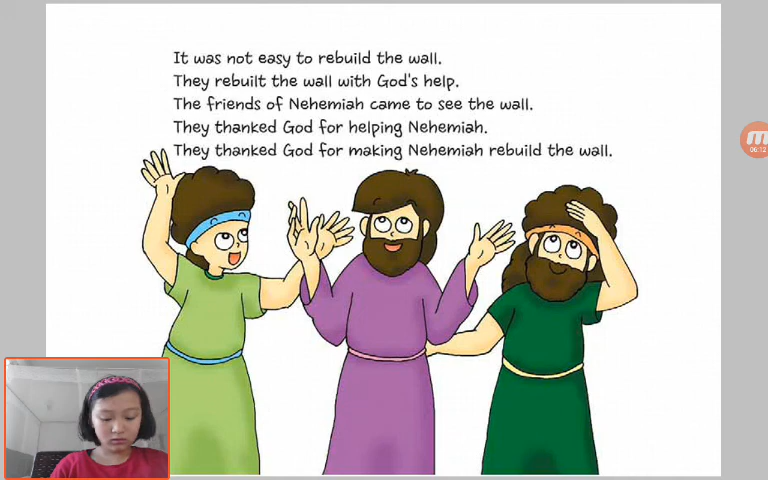 It was not easy to rebuild the wall.
They rebuilt the wall with God's help.
The friends of Nehemiah came to see the wall.
They thanked God for helping Nehemiah.
They thanked God for making Nehemiah rebuild the wall.
06:12